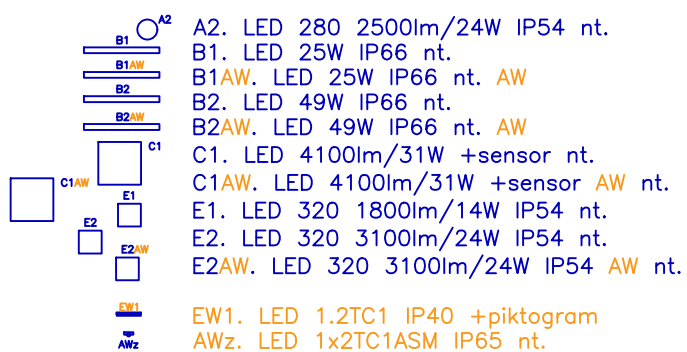 A2 A2. LED 280 2500lm/24W IP54 nt.
B1 B1. LED 25W IP66 nt.
B1AW B1AW. LED 25W IP66 nt. AW
B2 B2. LED 49W IP66 nt.
B2AW B2AW. LED 49W IP66 nt. AW
C1 C1. LED 4100lm/31W +sensor nt.
C1AW C1AW. LED 4100lm/31W +sensor AW nt.
E1 E1. LED 320 1800lm/14W IP54 nt.
E2 E2. LED 320 3100lm/24W IP54 nt.
E2AW E2AW. LED 320 3100lm/24W IP54 AW nt.
EW1 EW1. LED 1.2TC1 IP40 +piktogram
AWz AWz. LED 1x2TC1ASM IP65 nt.